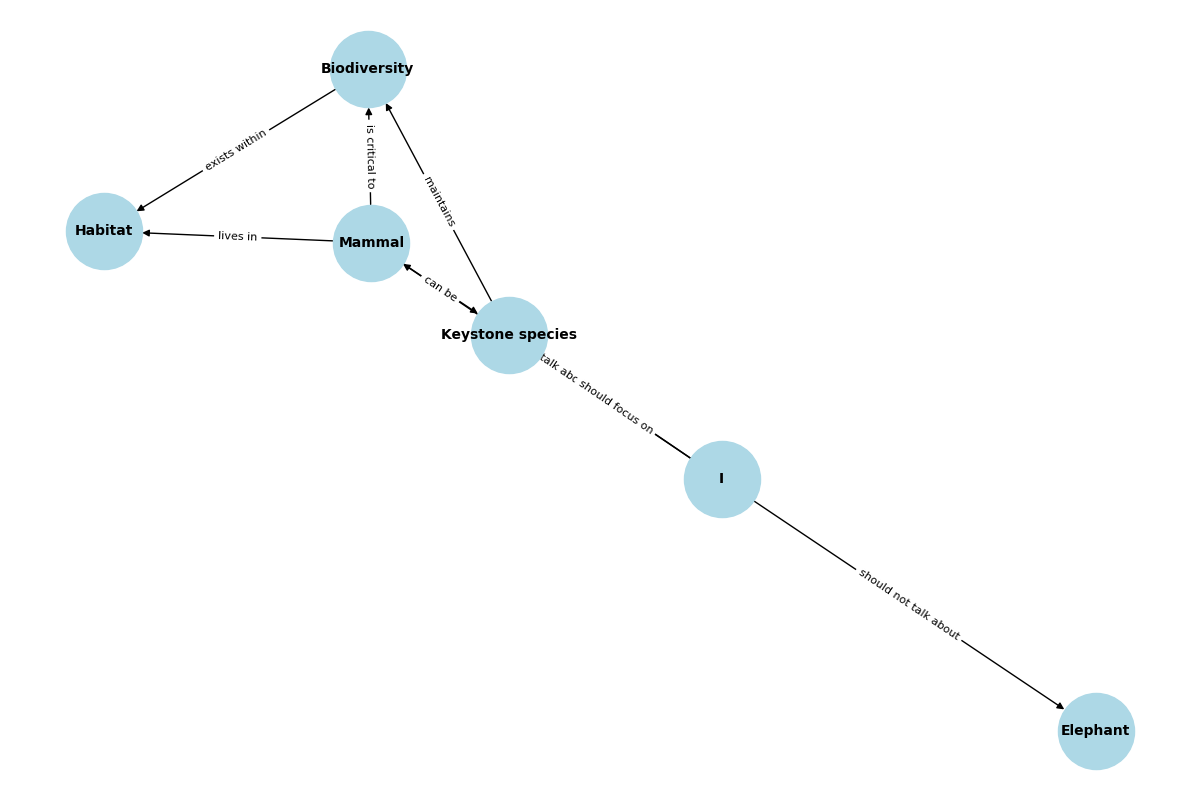 Biodiversity
exists within
is critical to
maintains
Habitat
lives in
Mammal
can be
Keystone species
talk
should focus on
I
should not talk about
Elephant